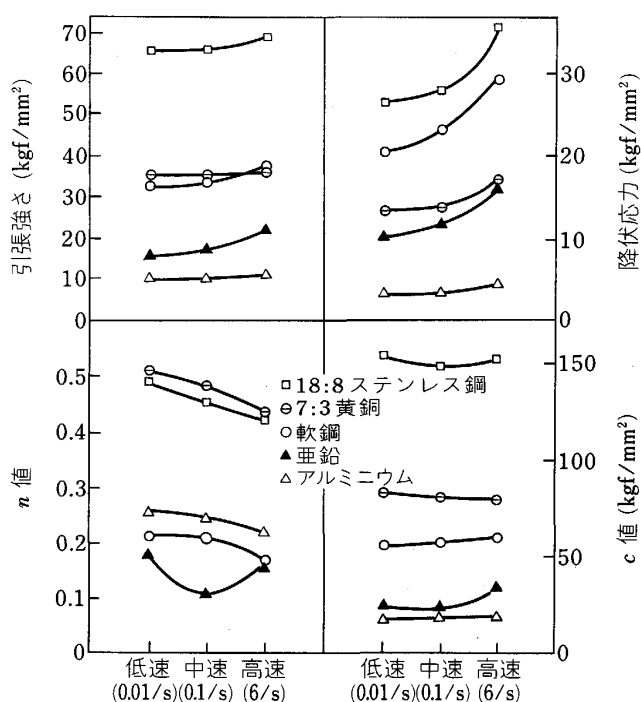 引張強さ (kgf/mm²)
70
60
50
40
30
20
10
0
30
20
10
0
降伏応力 (kgf/mm²)
n 値
0.5
0.4
0.3
0.2
0.1
0
18:8 ステンレス鋼
7:3 黄銅
軟鋼
亜鉛
アルミニウム
150
100
50
0
c 値 (kgf/mm²)
低速 中速 高速
(0.01/s) (0.1/s) (6/s)
低速 中速 高速
(0.01/s) (0.1/s) (6/s)